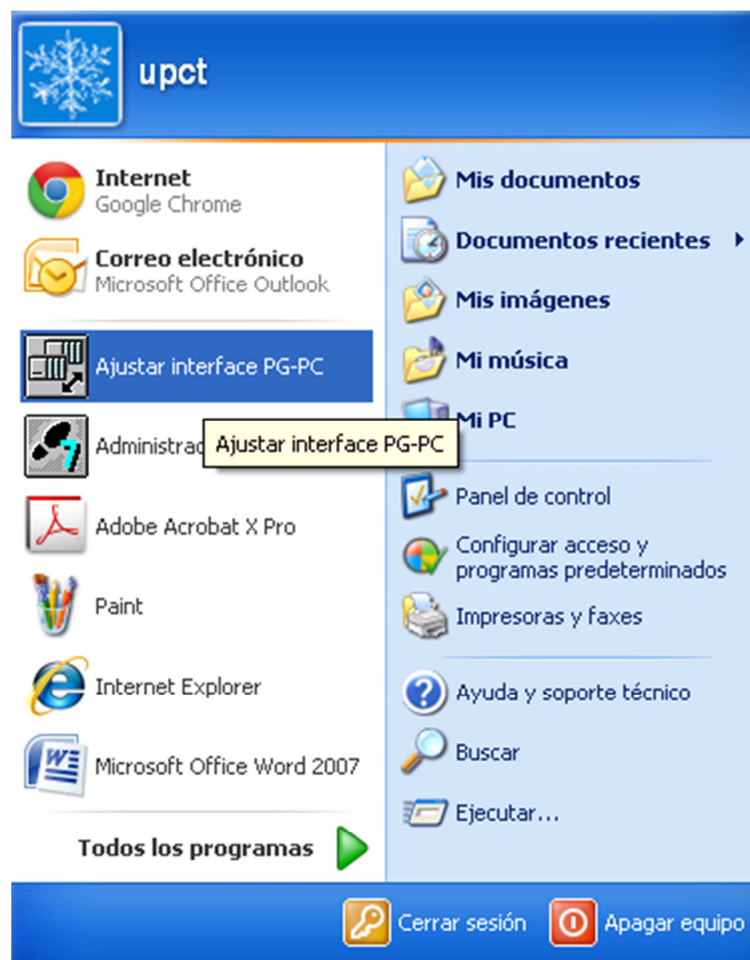 upct
Internet
Google Chrome
Correo electrónico
Microsoft Office Outlook
Ajustar interface PG-PC
Administrac
Ajustar interface PG-PC
Adobe Acrobat X Pro
Paint
Internet Explorer
Microsoft Office Word 2007
Todos los programas
Mis documentos
Documentos recientes
Mis imágenes
Mi música
Mi PC
Panel de control
Configurar acceso y
programas predeterminados
Impresoras y faxes
Ayuda y soporte técnico
Buscar
Ejecutar...
Cerrar sesión
Apagar equipo